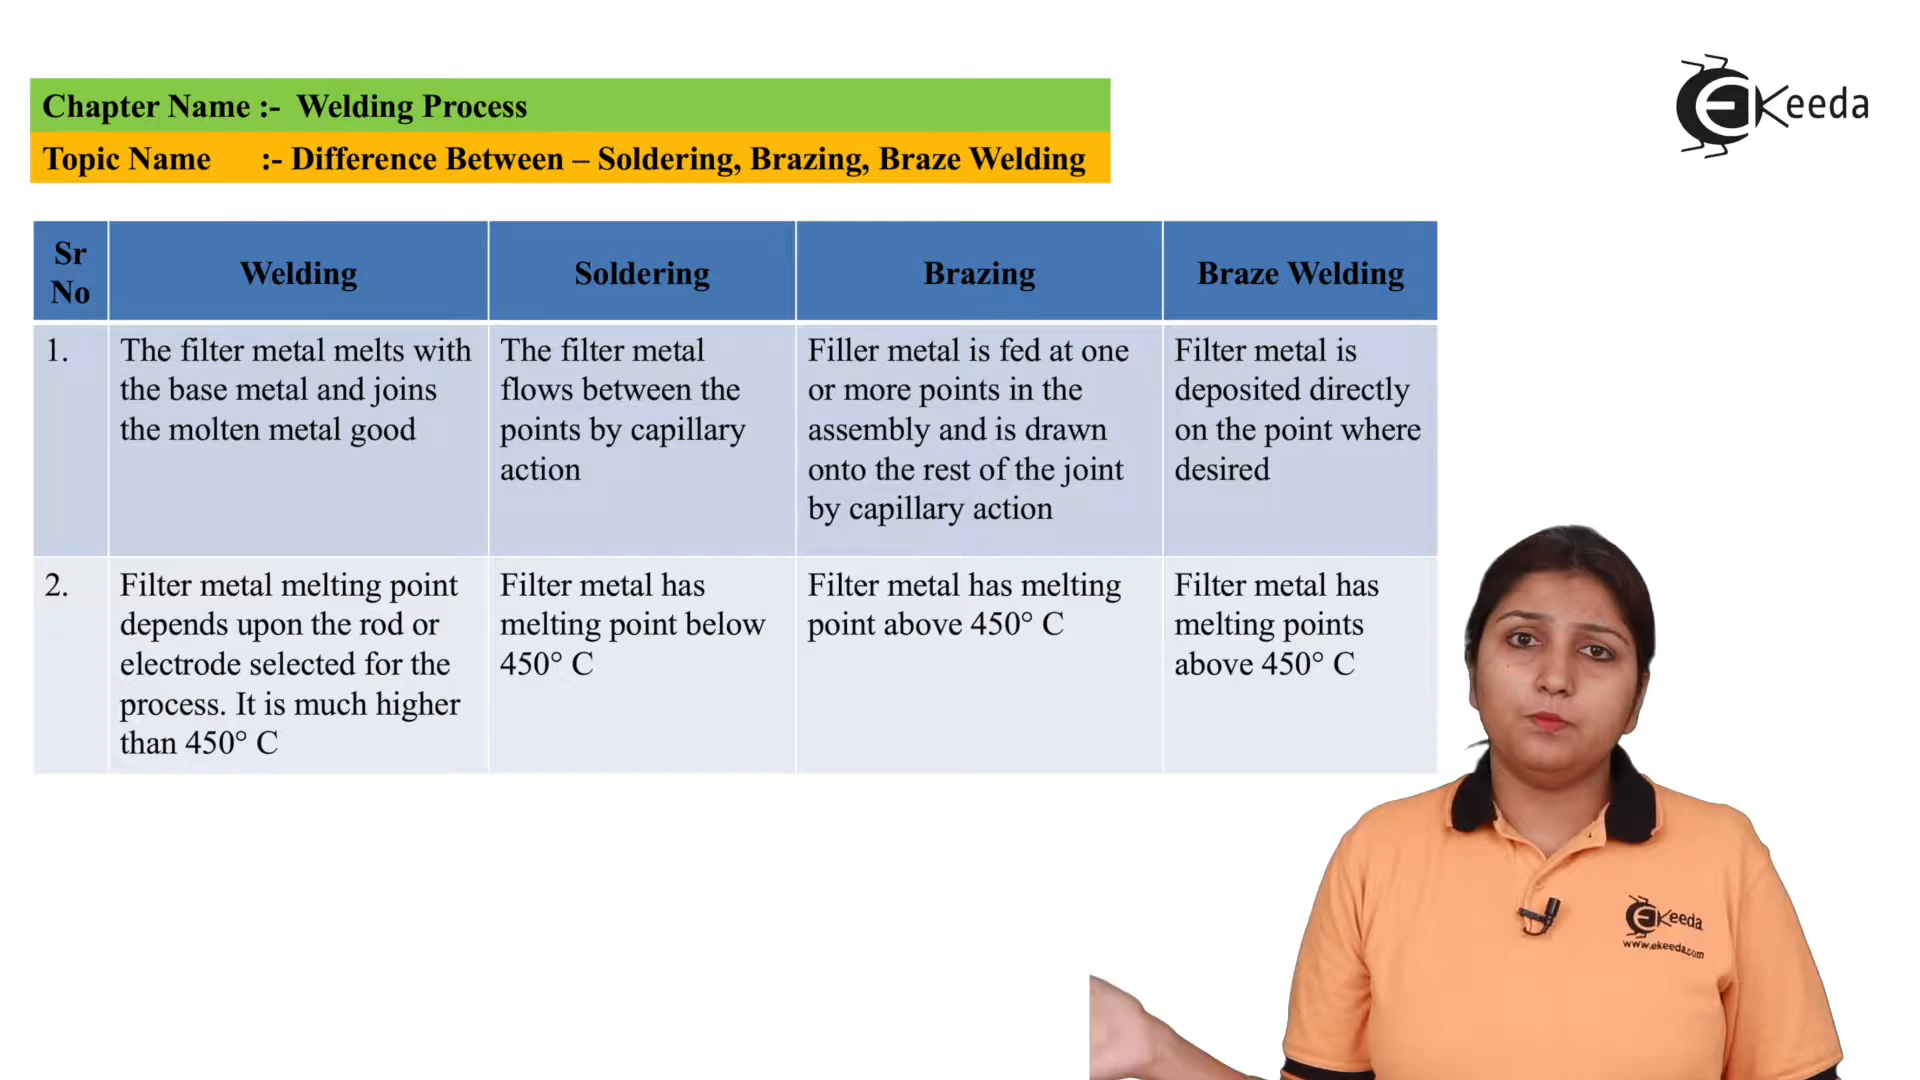 Chapter Name :- Welding Process
Topic Name :- Difference Between – Soldering, Brazing, Braze Welding
EKeeda
Sr No
Welding
Soldering
Brazing
Braze Welding
1.
The filter metal melts with
the base metal and joins
the molten metal good
The filter metal
flows between the
points by capillary
action
Filler metal is fed at one
or more points in the
assembly and is drawn
onto the rest of the joint
by capillary action
Filter metal is
deposited directly
on the point where
desired
2.
Filter metal melting point
depends upon the rod or
electrode selected for the
process. It is much higher
than 450° C
Filter metal has
melting point below
450° C
Filter metal has melting
point above 450° C
Filter metal has
melting points
above 450° C
EKeeda
www.ekeeda.com